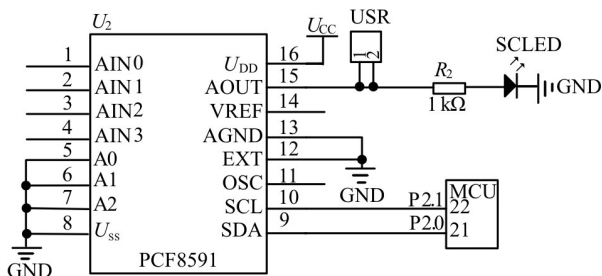 U2
UCC
USR
1 2
SCLED
1 AIN0
UDD 16
2 AIN1
AOUT 15
R2
1 kΩ
GND
3 AIN2
VREF 14
4 AIN3
AGND 13
5 A0
EXT 12
6 A1
OSC 11
GND
7 A2
SCL 10
P2.1
MCU
22
8 USS
SDA 9
P2.0
21
GND
PCF8591